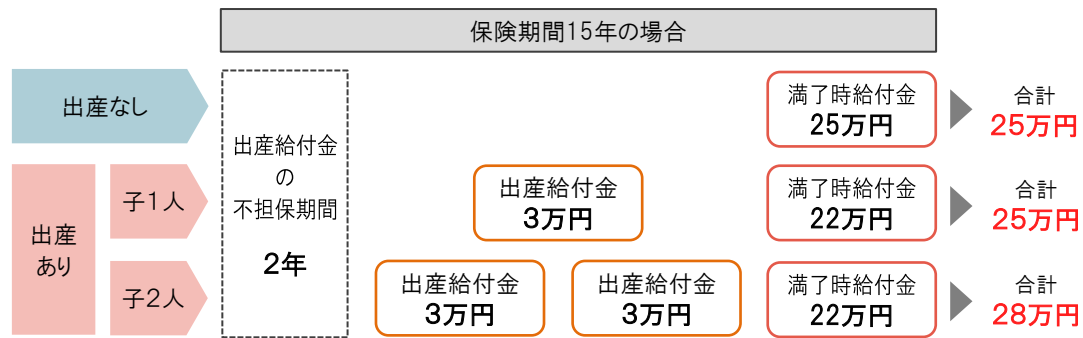 保険期間15年の場合
出産なし
出産給付金
の
不担保期間
2年
満了時給付金
25万円
合計
25万円
出産
あり
子1人
出産給付金
3万円
満了時給付金
22万円
合計
25万円
子2人
出産給付金
3万円
出産給付金
3万円
満了時給付金
22万円
合計
28万円